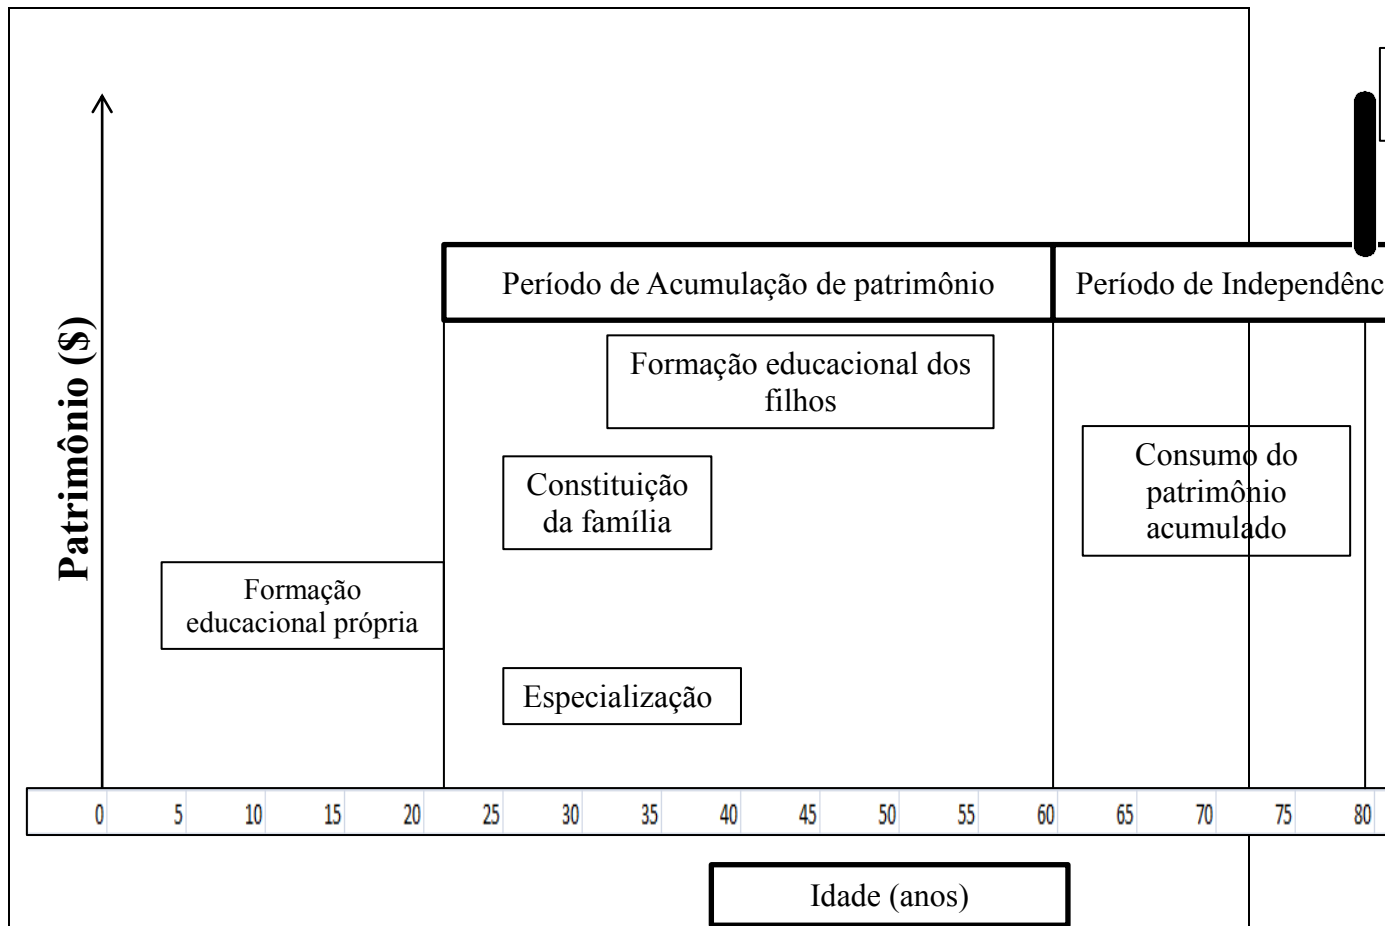 Período de Acumulação de patrimônio
Período de Independênc
Patrimônio ($)
Formação educacional dos
filhos
Constituição
da família
Consumo do
patrimônio
acumulado
Formação
educacional própria
Especialização
0 5 10 15 20 25 30 35 40 45 50 55 60 65 70 75 80
Idade (anos)